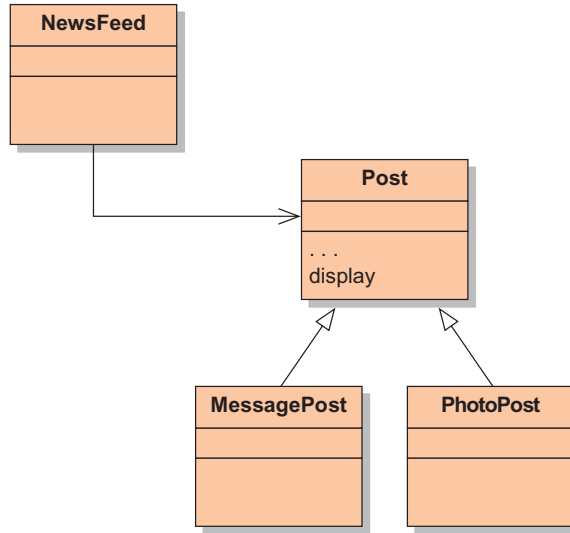 NewsFeed
Post
. . .
display
MessagePost
PhotoPost